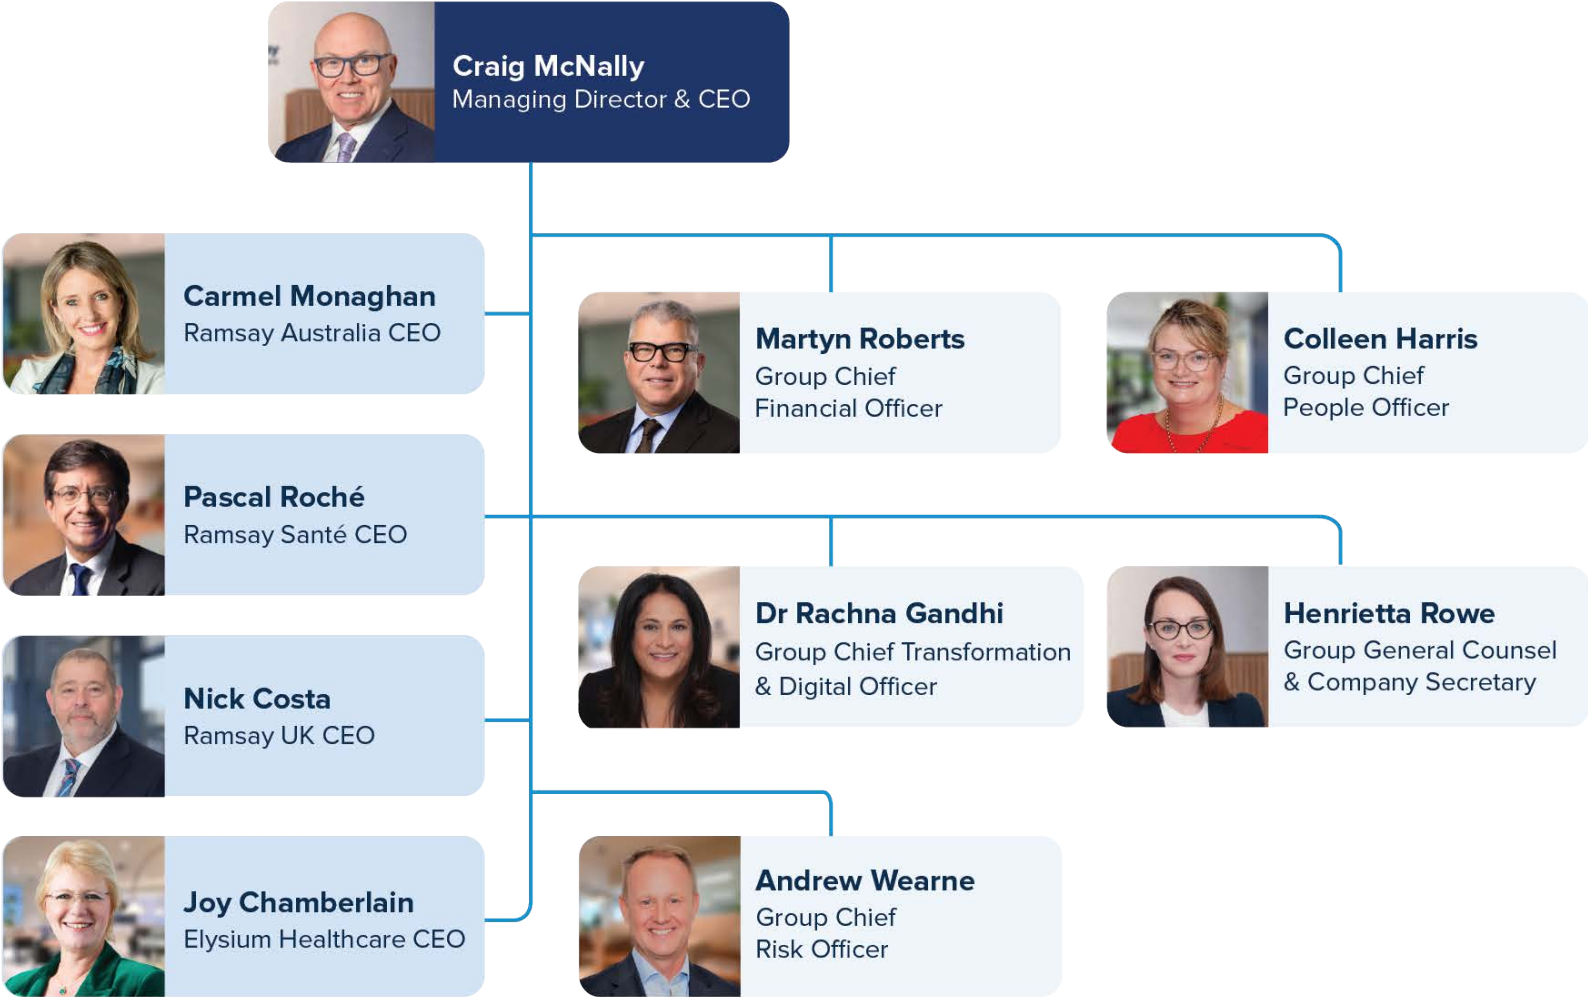 Craig McNally
Managing Director & CEO
Carmel Monaghan
Ramsay Australia CEO
Martyn Roberts
Group Chief
Financial Officer
Colleen Harris
Group Chief
People Officer
Pascal Roché
Ramsay Santé CEO
Dr Rachna Gandhi
Group Chief Transformation
& Digital Officer
Henrietta Rowe
Group General Counsel
& Company Secretary
Nick Costa
Ramsay UK CEO
Joy Chamberlain
Elysium Healthcare CEO
Andrew Wearne
Group Chief
Risk Officer